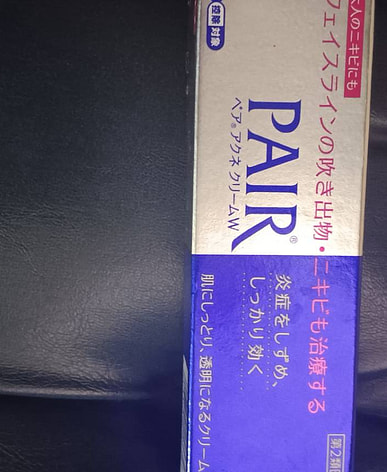 大人のニキビにも
フェイスラインの吹き出物・ニキビも治療する
控除対象
PAIR®
ペア® アクネクリームW
炎症をしずめ、
しっかり効く
肌にしっとり、透明になるクリーム
第2類